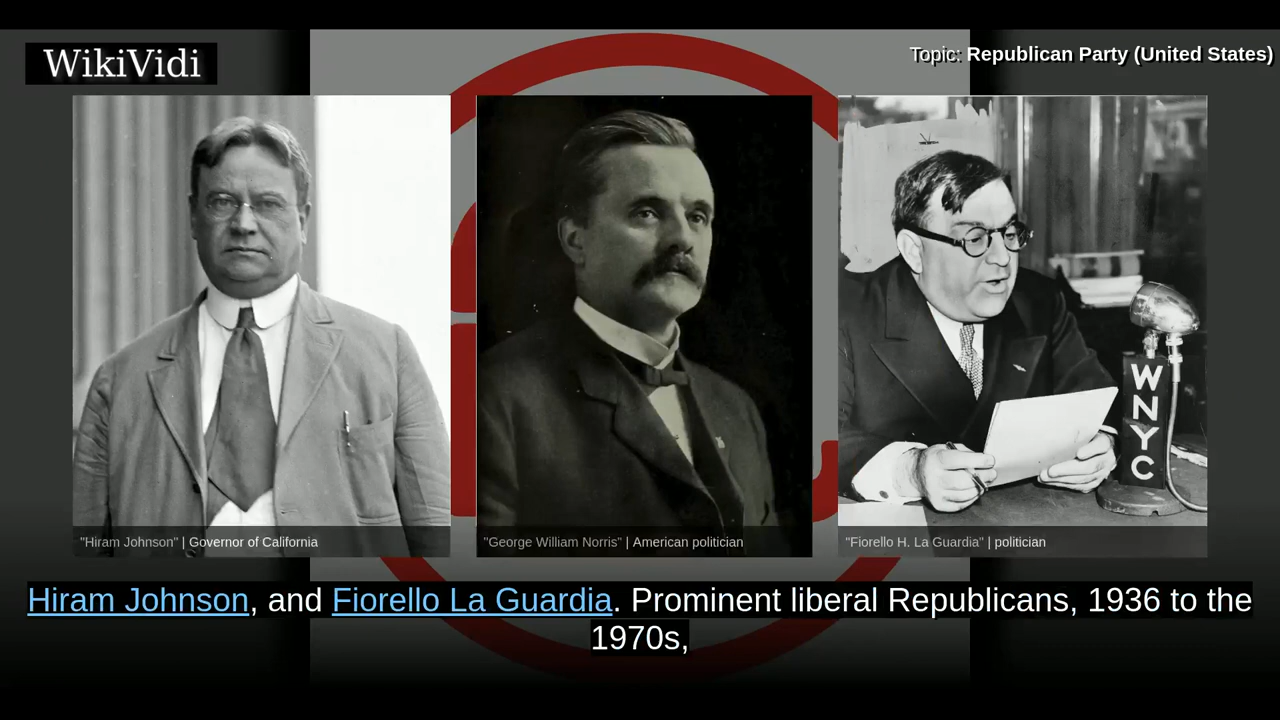 WikiVidi
Topic: Republican Party (United States)
WNYC
"Hiram Johnson" | Governor of California
"George William Norris" | American politician
"Fiorello H. La Guardia" | politician
Hiram Johnson, and Fiorello La Guardia. Prominent liberal Republicans, 1936 to the
1970s,